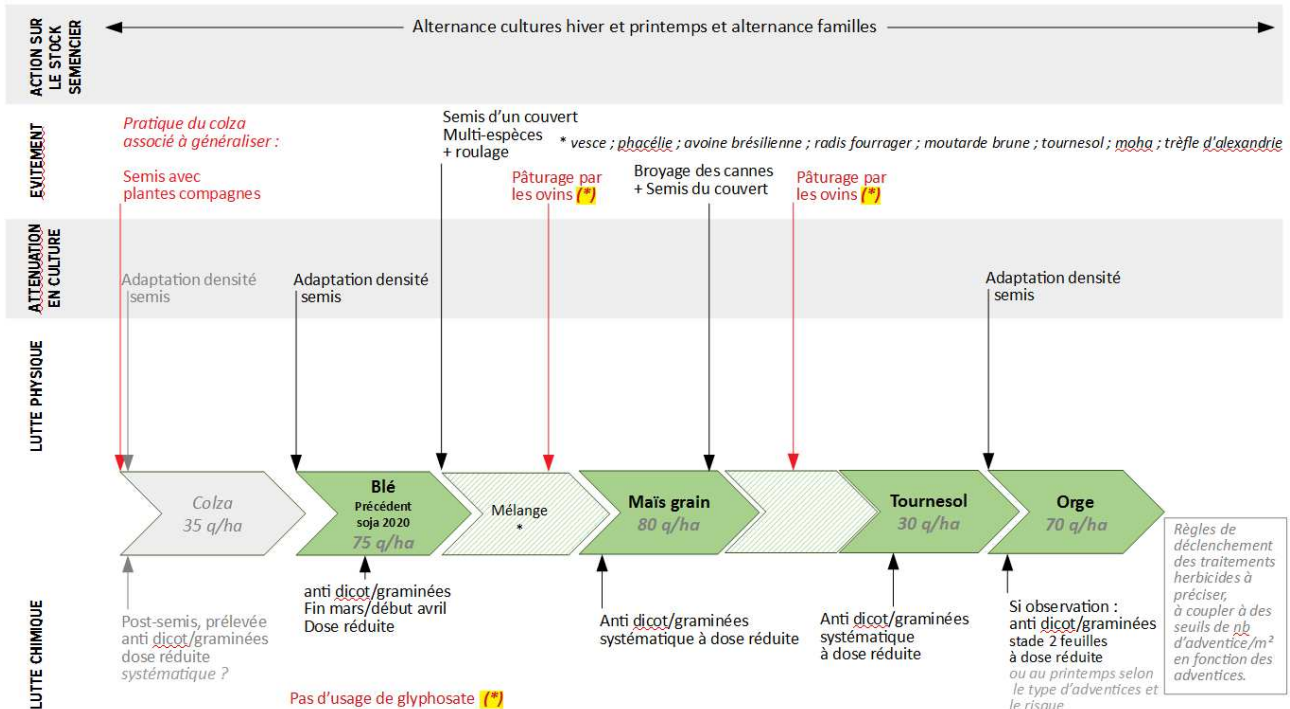 ACTION SUR
LE STOCK
SEMENCIER
Alternance cultures hiver et printemps et alternance familles
EVITEMENT
Pratique du colza
associé à généraliser :
Semis avec
plantes compagnes
Semis d'un couvert
Multi-espèces
+ roulage
* vesce ; phacélie ; avoine brésilienne ; radis fourrager ; moutarde brune ; tournesol ; moha ; trèfle d'alexandrie
Pâturage par
les ovins (*)
Broyage des cannes
+ Semis du couvert
Pâturage par
les ovins (*)
ATTENUATION
EN CULTURE
Adaptation densité
semis
Adaptation densité
semis
Adaptation densité
semis
LUTTE PHYSIQUE
Colza
35 q/ha
Blé
Précédent
soja 2020
75 q/ha
Mélange
*
Maïs grain
80 q/ha
Tournesol
30 q/ha
Orge
70 q/ha
LUTTE CHIMIQUE
Post-semis, prélevée
anti dicot/graminées
dose réduite
systématique ?
anti dicot/graminées
Fin mars/début avril
Dose réduite
Anti dicot/graminées
systématique à dose réduite
Anti dicot/graminées
systématique
à dose réduite
Si observation :
anti dicot/graminées
stade 2 feuilles
à dose réduite
ou au printemps selon
le type d'adventices et
le risque
Règles de
déclenchement
des traitements
herbicides à
préciser,
à coupler à des
seuils de nb
d'adventice/m²
en fonction des
adventices.
Pas d'usage de glyphosate (*)